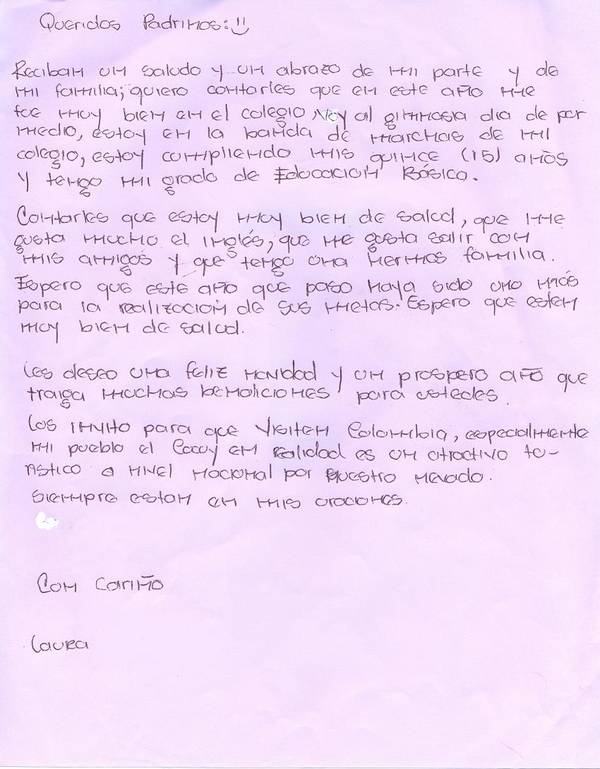 Queridos Padrinos: :)
Reciban un saludo y un abrazo de mi parte y de
mi familia; quiero contarles que en este año me
fue muy bien en el colegio, voy al gimnasia dia de por
medio, estoy en la banda de marchas de mi
colegio, estoy cumpliendo mis quince (15) años
y tengo mi grado de Educación Básica.
Contarles que estoy muy bien de salud, que me
gusta mucho el inglés, que me gusta salir con
mis amigos y que tengo una hermos familia.
Espero que este año que paso haya sido uno más
para la realización de sus metas. Espero que esten
muy bien de salud.
les deseo una feliz navidad y un prospero año que
traiga muchas bendiciones para ustedes.
los invito para que visiten Colombia, especialmente
mi pueblo el Cocuy en realidad es un atractivo tu-
ristico a nivel nacional por nuestro nevado.
siempre estan en mis oraciones.
Con cariño
laura